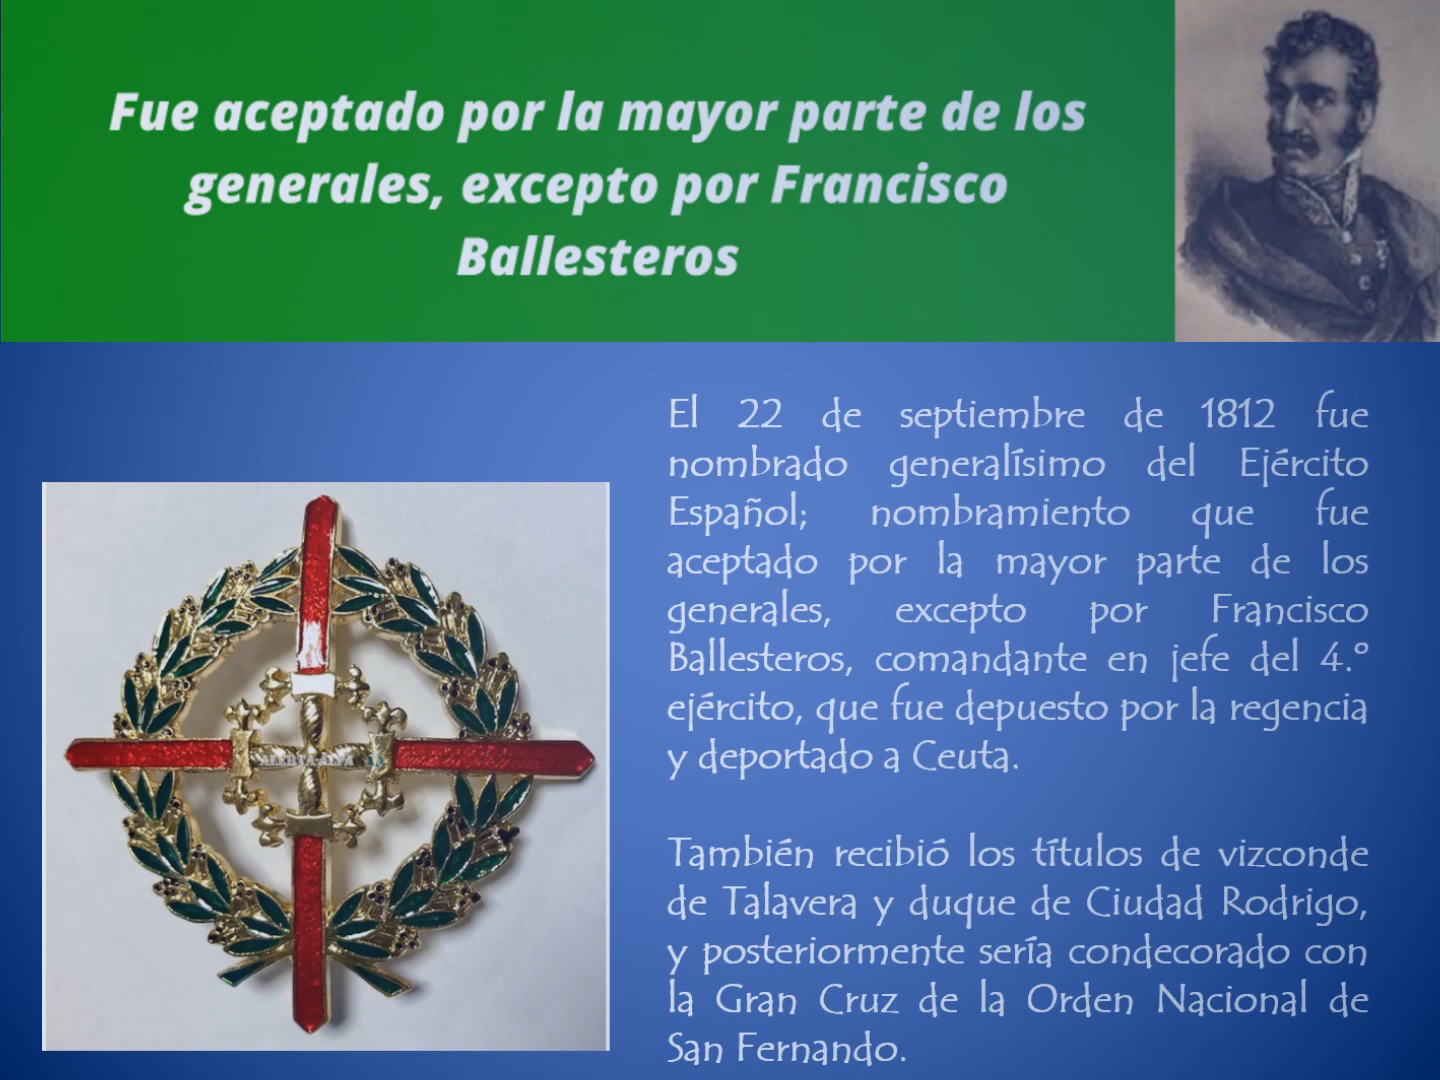 Fue aceptado por la mayor parte de los
generales, excepto por Francisco
Ballesteros
El 22 de septiembre de 1812 fue
nombrado generalísimo del Ejército
Español; nombramiento que fue
aceptado por la mayor parte de los
generales, excepto por Francisco
Ballesteros, comandante en jefe del 4.º
ejército, que fue depuesto por la regencia
y deportado a Ceuta.
También recibió los títulos de vizconde
de Talavera y duque de Ciudad Rodrigo,
y posteriormente sería condecorado con
la Gran Cruz de la Orden Nacional de
San Fernando.